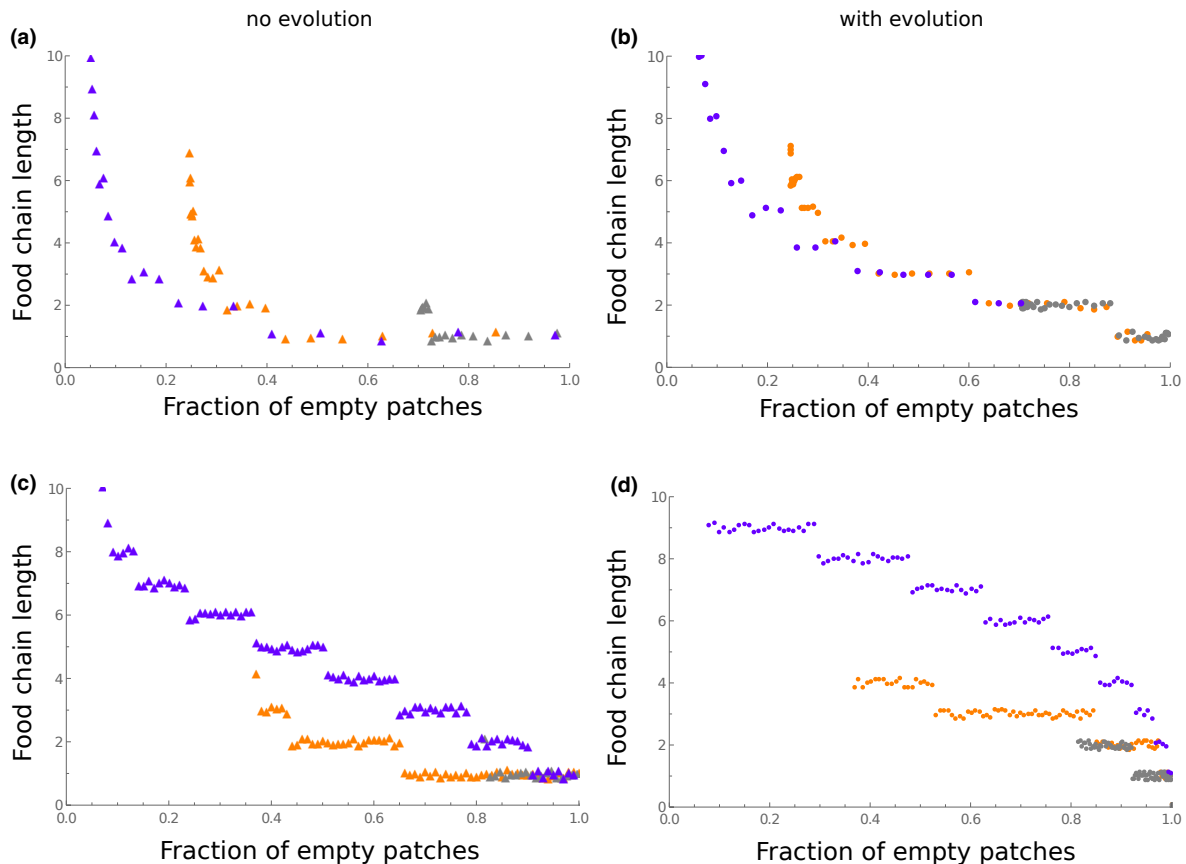 no evolution
with evolution
(a)
(b)
Food chain length
10
8
6
4
2
0
0.0 0.2 0.4 0.6 0.8 1.0
Fraction of empty patches
Food chain length
10
8
6
4
2
0
0.0 0.2 0.4 0.6 0.8 1.0
Fraction of empty patches
(c)
(d)
Food chain length
10
8
6
4
2
0
0.0 0.2 0.4 0.6 0.8 1.0
Fraction of empty patches
Food chain length
10
8
6
4
2
0
0.0 0.2 0.4 0.6 0.8 1.0
Fraction of empty patches